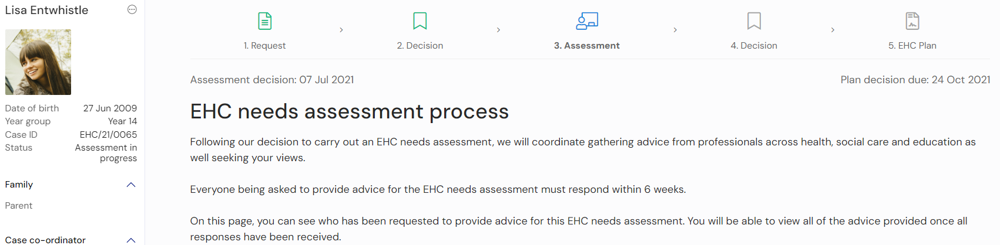 Lisa Entwhistle
Date of birth 27 Jun 2009
Year group Year 14
Case ID EHC/21/0065
Status Assessment in
progress
Family
Parent
Case co-ordinator
1. Request
2. Decision
3. Assessment
4. Decision
5. EHC Plan
Assessment decision: 07 Jul 2021
Plan decision due: 24 Oct 2021
EHC needs assessment process
Following our decision to carry out an EHC needs assessment, we will coordinate gathering advice from professionals across health, social care and education as
well seeking your views.
Everyone being asked to provide advice for the EHC needs assessment must respond within 6 weeks.
On this page, you can see who has been requested to provide advice for this EHC needs assessment. You will be able to view all of the advice provided once all
responses have been received.